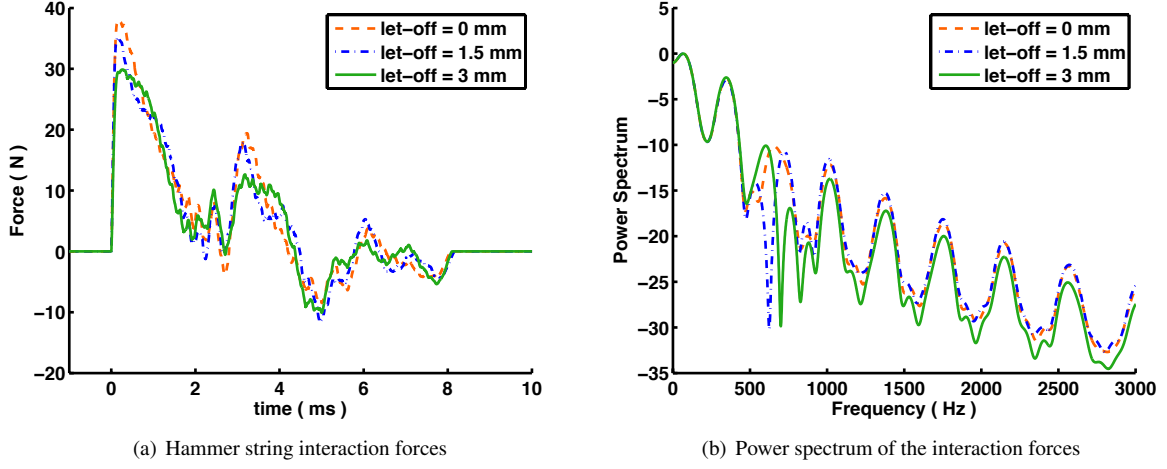 40
30
20
10
0
−10
−20
Force ( N )
−0 2 4 6 8 10
time ( ms )
let−off = 0 mm
let−off = 1.5 mm
let−off = 3 mm
(a) Hammer string interaction forces
5
0
−5
−10
−15
−20
−25
−30
−35
Power Spectrum
0 500 1000 1500 2000 2500 3000
Frequency ( Hz )
let−off = 0 mm
let−off = 1.5 mm
let−off = 3 mm
(b) Power spectrum of the interaction forces